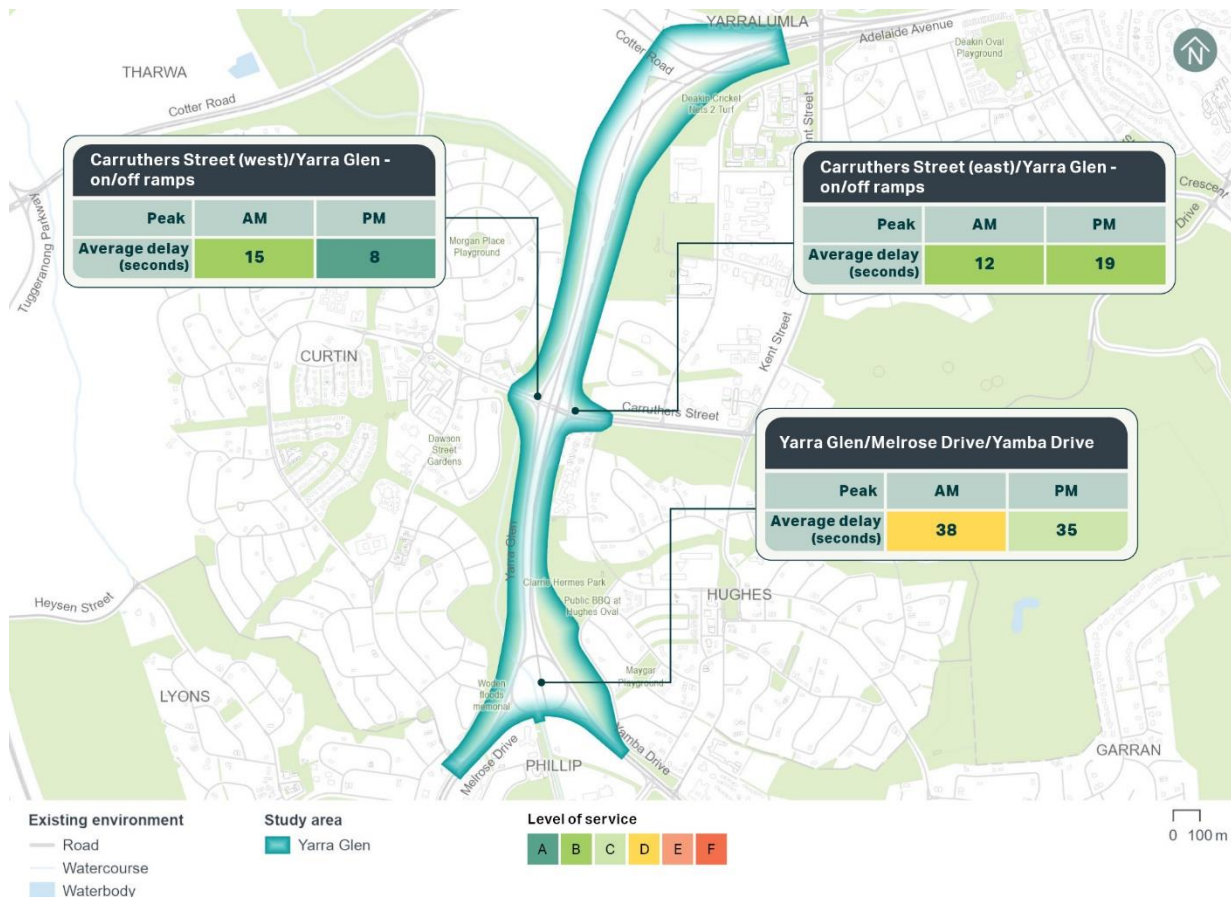 YARRALUMLA
Adelaide Avenue
Cotter Road
Deakin Oval
Playground
N
THARWA
Cotter Road
Deakin Cricket
Nets 2 Turf
Kent Street
Carruthers Street (west)/Yarra Glen -
on/off ramps
Peak AM PM
Average delay
(seconds) 15 8
Carruthers Street (east)/Yarra Glen -
on/off ramps
Peak AM PM
Average delay
(seconds) 12 19
Crescent
Drive
Tuggeranong Parkway
Morgan Place
Playground
CURTIN
Kent Street
Carruthers Street
Dawson
Street
Gardens
Yarra Glen/Melrose Drive/Yamba Drive
Peak AM PM
Average delay
(seconds) 38 35
Yarra Glen
Heysen Street
Clarrie Hermes Park
Public BBQ at
Hughes Oval
HUGHES
LYONS
Woden
floods
memorial
Maygar
Playground
Melrose Drive
PHILLIP
Yamba Drive
GARRAN
Existing environment
Road
Watercourse
Waterbody
Study area
Yarra Glen
Level of service
A B C D E F
0 100 m